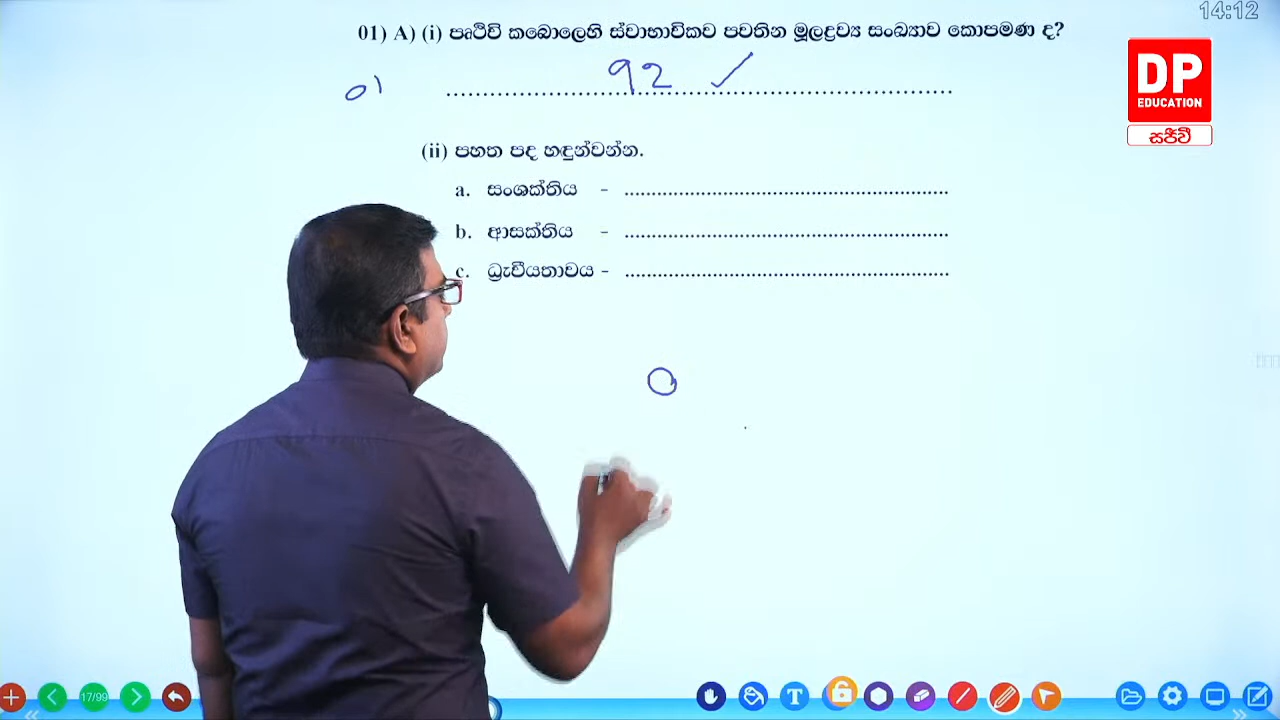 14:12
01) A) (i) පෘථිවි කබොලෙහි ස්වාභාවිකව පවතින මූලද්‍රව්‍ය සංඛ්‍යාව කොපමණ ද?
01
92 ✓
DP
EDUCATION
සජීවී
(ii) පහත පද හඳුන්වන්න.
a. සංශක්තිය - ................................................
b. ආසක්තිය - ................................................
c. ධ්‍රැවීයතාවය - ................................................
17/99